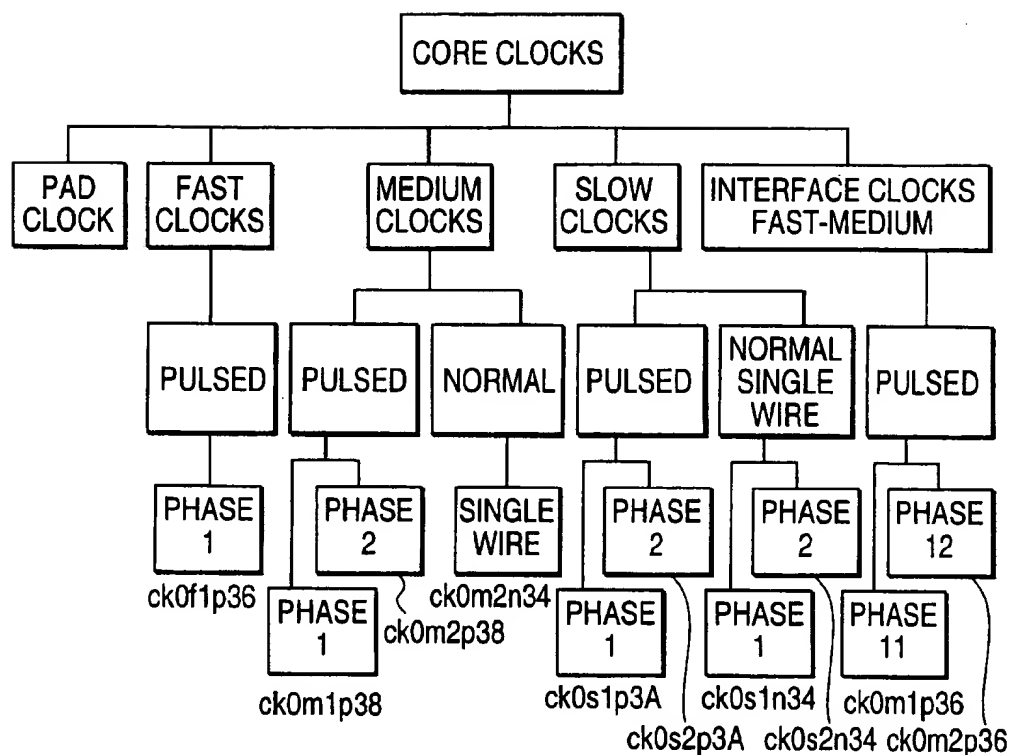 CORE CLOCKS
PAD
CLOCK
FAST
CLOCKS
MEDIUM
CLOCKS
SLOW
CLOCKS
INTERFACE CLOCKS
FAST-MEDIUM
PULSED
PULSED
NORMAL
PULSED
NORMAL
SINGLE
WIRE
PULSED
PHASE
1
PHASE
2
SINGLE
WIRE
PHASE
2
PHASE
2
PHASE
12
ck0f1p36
ck0m2n34
ck0m2p38
PHASE
1
PHASE
1
PHASE
1
PHASE
11
ck0m1p38
ck0s1p3A
ck0s1n34
ck0m1p36
ck0s2p3A
ck0s2n34
ck0m2p36